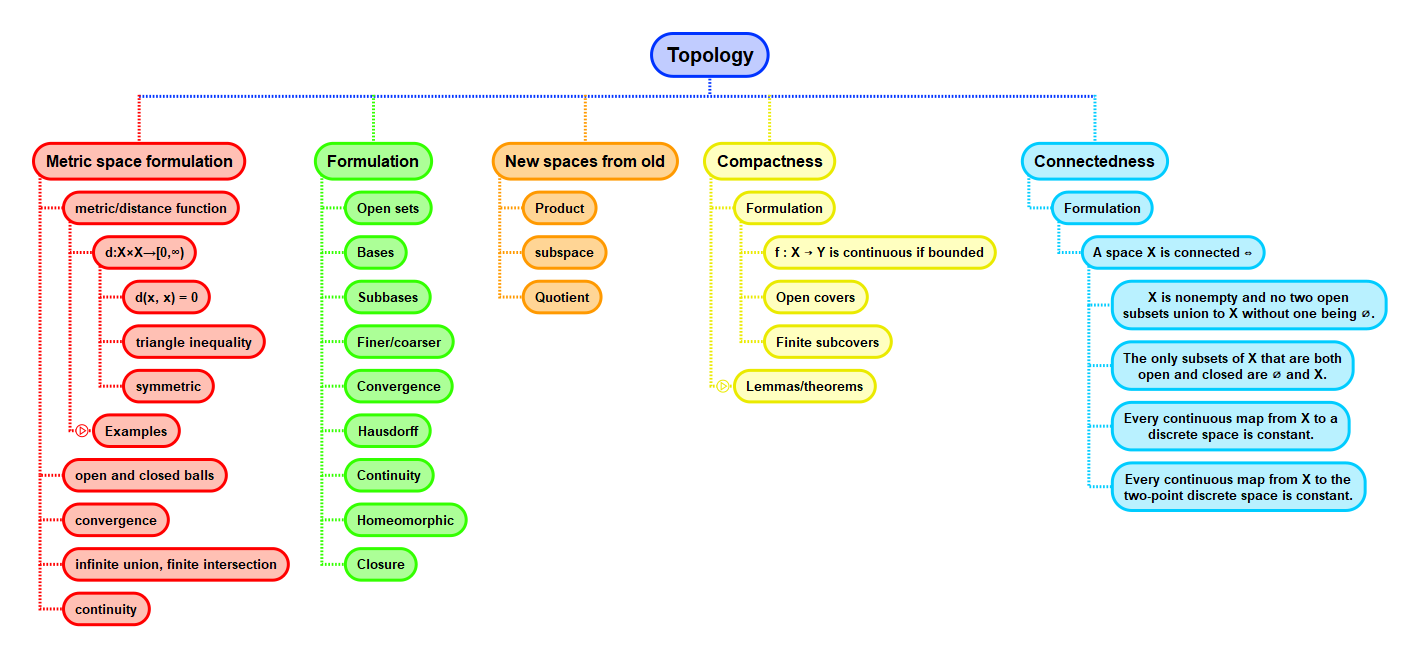 Topology
Metric space formulation
metric/distance function
d:X×X→[0,∞)
d(x, x) = 0
triangle inequality
symmetric
Examples
open and closed balls
convergence
infinite union, finite intersection
continuity
Formulation
Open sets
Bases
Subbases
Finer/coarser
Convergence
Hausdorff
Continuity
Homeomorphic
Closure
New spaces from old
Product
subspace
Quotient
Compactness
Formulation
f : X → Y is continuous if bounded
Open covers
Finite subcovers
Lemmas/theorems
Connectedness
Formulation
A space X is connected ⇔
X is nonempty and no two open
subsets union to X without one being ∅.
The only subsets of X that are both
open and closed are ∅ and X.
Every continuous map from X to a
discrete space is constant.
Every continuous map from X to the
two-point discrete space is constant.